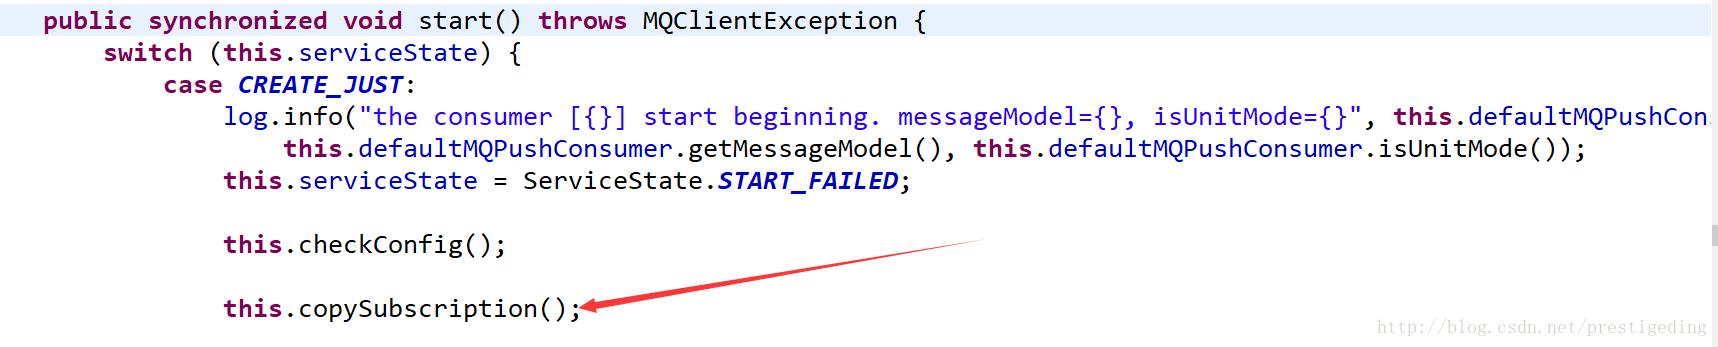 public synchronized void start() throws MQClientException {
switch (this.serviceState) {
case CREATE_JUST:
log.info("the consumer [{}] start beginning. messageModel={}, isUnitMode={}", this.defaultMQPushCon
this.defaultMQPushConsumer.getMessageModel(), this.defaultMQPushConsumer.isUnitMode());
this.serviceState = ServiceState.START_FAILED;
this.checkConfig();
this.copySubscription();
http://blog.csdn.net/prestigeding